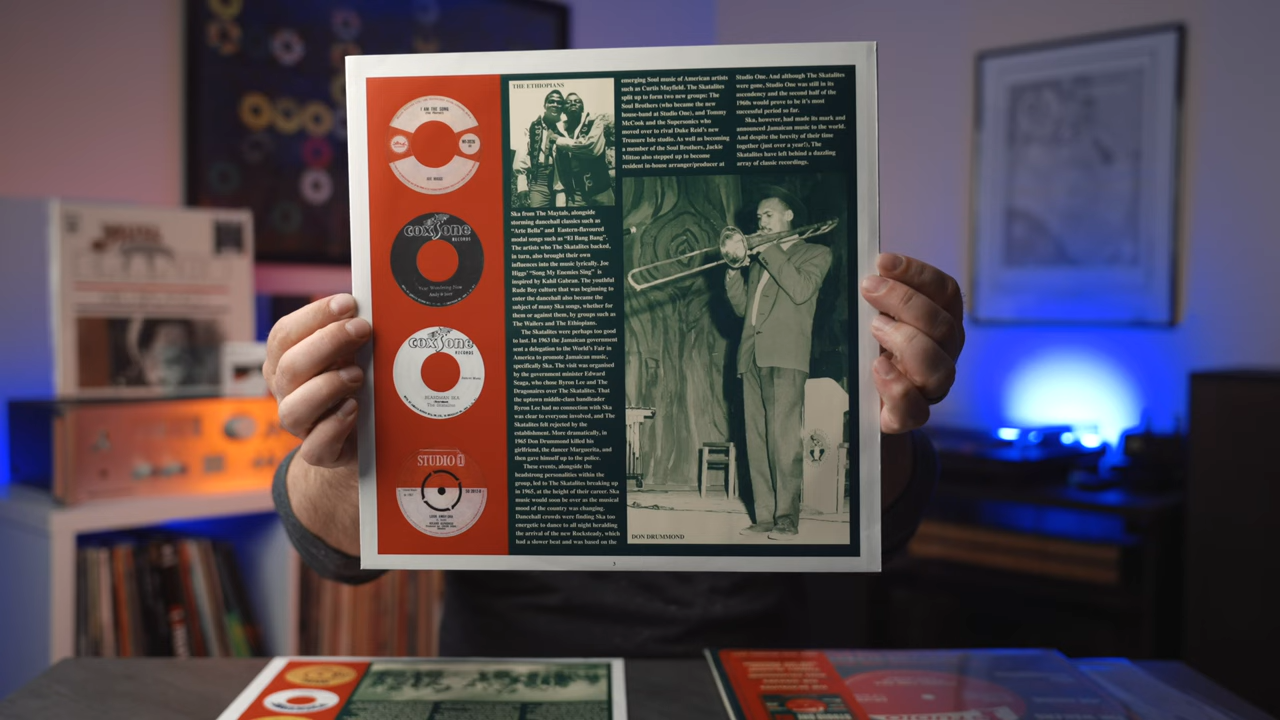 I AM THE SONG
coxsone
RECORDS
coxsone
RECORDS
ACADIAN SKA
STUDIO 1
THE ETHIOPIANS
Ska from The Maytals, alongside
storming dancehall classics such as
"Arte Bella" and Eastern-flavoured
modal songs such as "El Bang Bang".
The artists who The Skatalites backed,
in turn, also brought their own
influences into the music lyrically. Joe
Higgs' "Song My Enemies Sing" is
inspired by Kahil Gabran. The youthful
Rude Boy culture that was beginning to
enter the dancehall also became the
subject of many Ska songs, whether for
them or against them, by groups such as
The Wailers and The Ethiopians.
The Skatalites were perhaps too good
to last. In 1963 the Jamaican government
sent a delegation to the World's Fair in
America to promote Jamaican music,
specifically Ska. The visit was organised
by the government minister Edward
Seaga, who chose Byron Lee and The
Dragonaires over The Skatalites. That
the uptown middle-class bandleader
Byron Lee had no connection with Ska
was clear to everyone involved, and The
Skatalites felt rejected by the
establishment. More dramatically, in
1965 Don Drummond killed his
girlfriend, the dancer Marguerita, and
then gave himself up to the police.
These events, alongside the
headstrong personalities within the
group, led to The Skatalites breaking up
in 1965, at the height of their career. Ska
music would soon be over as the musical
mood of the country was changing.
Dancehall crowds were finding Ska too
energetic to dance to all night heralding
the arrival of the new Rocksteady, which
had a slower beat and was based on the
emerging Soul music of American artists
such as Curtis Mayfield. The Skatalites
split up to form two new groups: The
Soul Brothers (who became the new
house-band at Studio One), and Tommy
McCook and the Supersonics who
moved over to rival Duke Reid's new
Treasure Isle studio. As well as becoming
a member of the Soul Brothers, Jackie
Mittoo also stepped up to become
resident in-house arranger/producer at
Studio One. And although The Skatalites
were gone, Studio One was still in its
ascendency and the second half of the
1960s would prove to be it's most
successful period so far.
Ska, however, had made its mark and
announced Jamaican music to the world.
And despite the brevity of their time
together (just over a year!), The
Skatalites have left behind a dazzling
array of classic recordings.
DON DRUMMOND